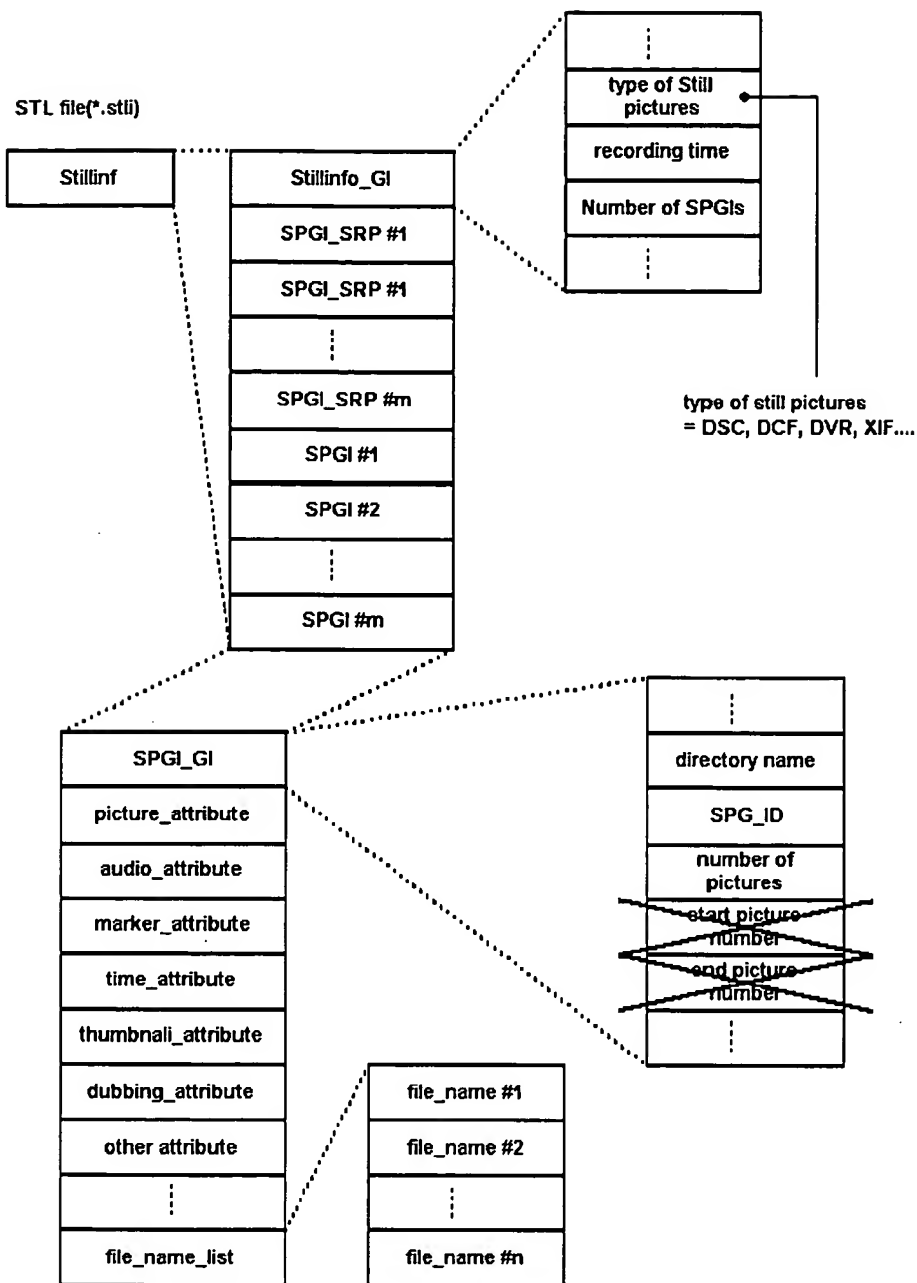 STL file(*.stli)
Stillinf
Stillinfo_GI
SPGI_SRP #1
SPGI_SRP #1
SPGI_SRP #m
SPGI #1
SPGI #2
SPGI #m
type of Still
pictures
recording time
Number of SPGIs
type of still pictures
= DSC, DCF, DVR, XIF....
SPGI_GI
picture_attribute
audio_attribute
marker_attribute
time_attribute
thumbnali_attribute
dubbing_attribute
other attribute
file_name_list
file_name #1
file_name #2
file_name #n
directory name
SPG_ID
number of
pictures
start picture
number
end picture
number